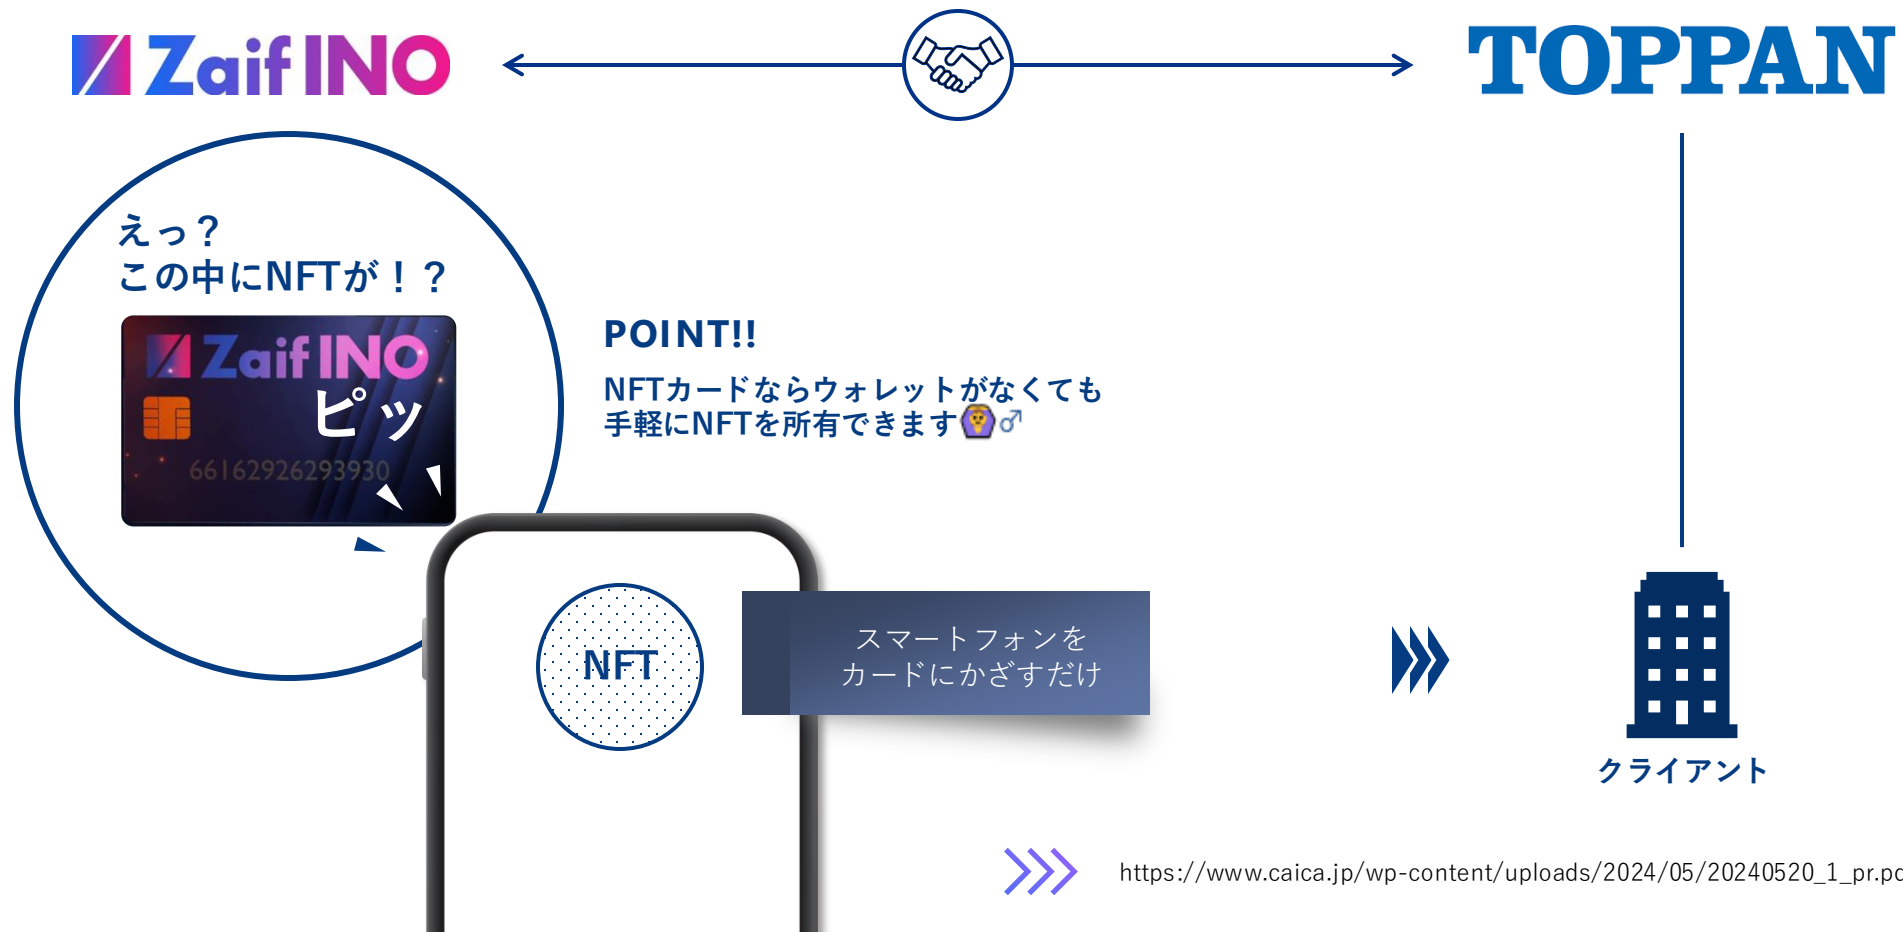 Zaif INO
TOPPAN
えっ？
この中にNFTが！？
Zaif INO
ピッ
66162926293930
POINT!!
NFTカードならウォレットがなくても
手軽にNFTを所有できます🙆♂
NFT
スマートフォンを
カードにかざすだけ
クライアント
https://www.caica.jp/wp-content/uploads/2024/05/20240520_1_pr.pd